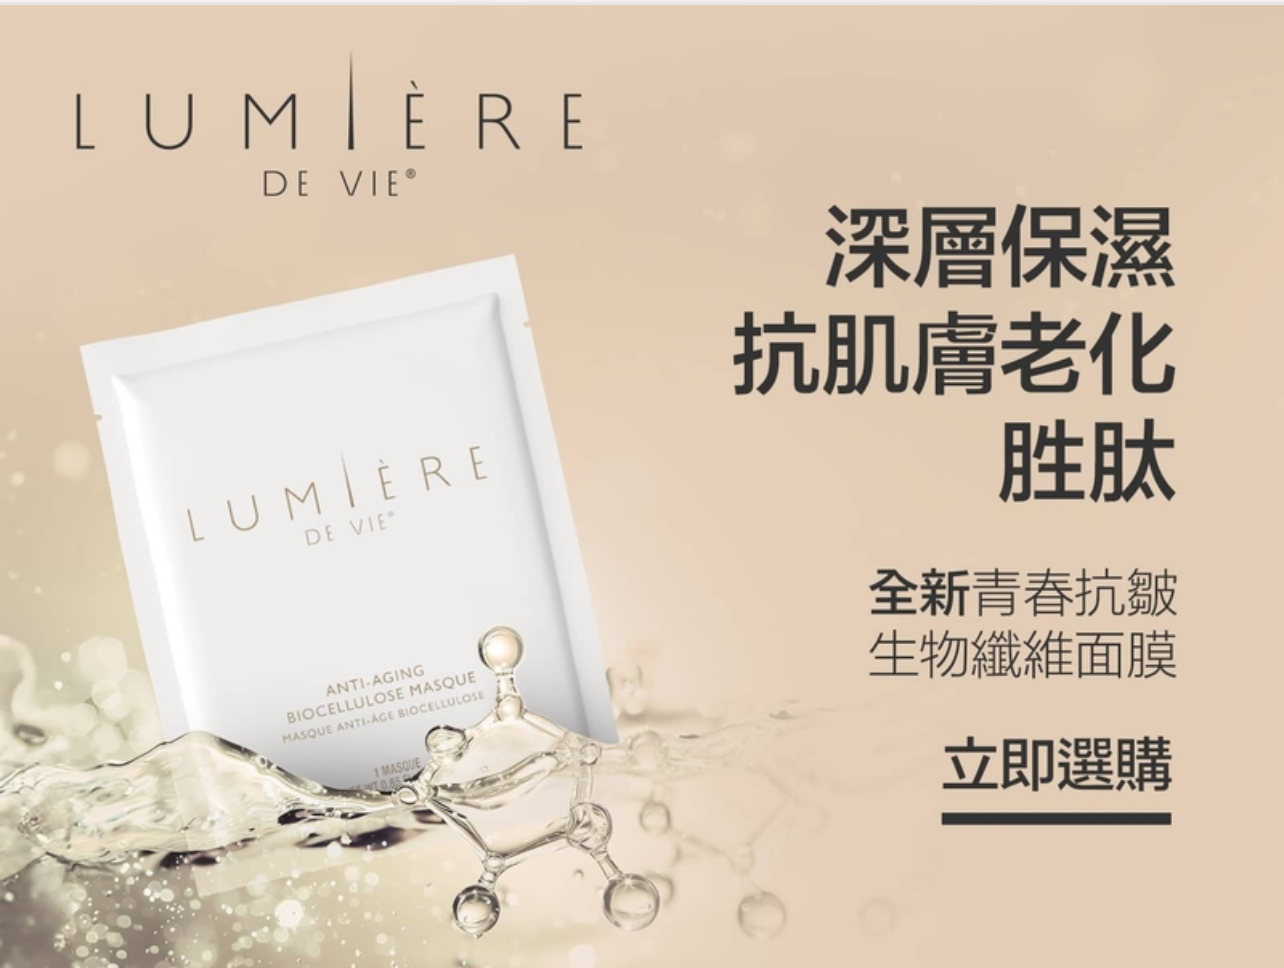 LUMIÈRE
DE VIE®
深層保濕
抗肌膚老化
胜肽
全新青春抗皺
生物纖維面膜
立即選購
LUMIÈRE
DE VIE®
ANTI-AGING
BIOCELLULOSE MASQUE
MASQUE ANTI-ÂGE BIOCELLULOSE
1 MASQUE